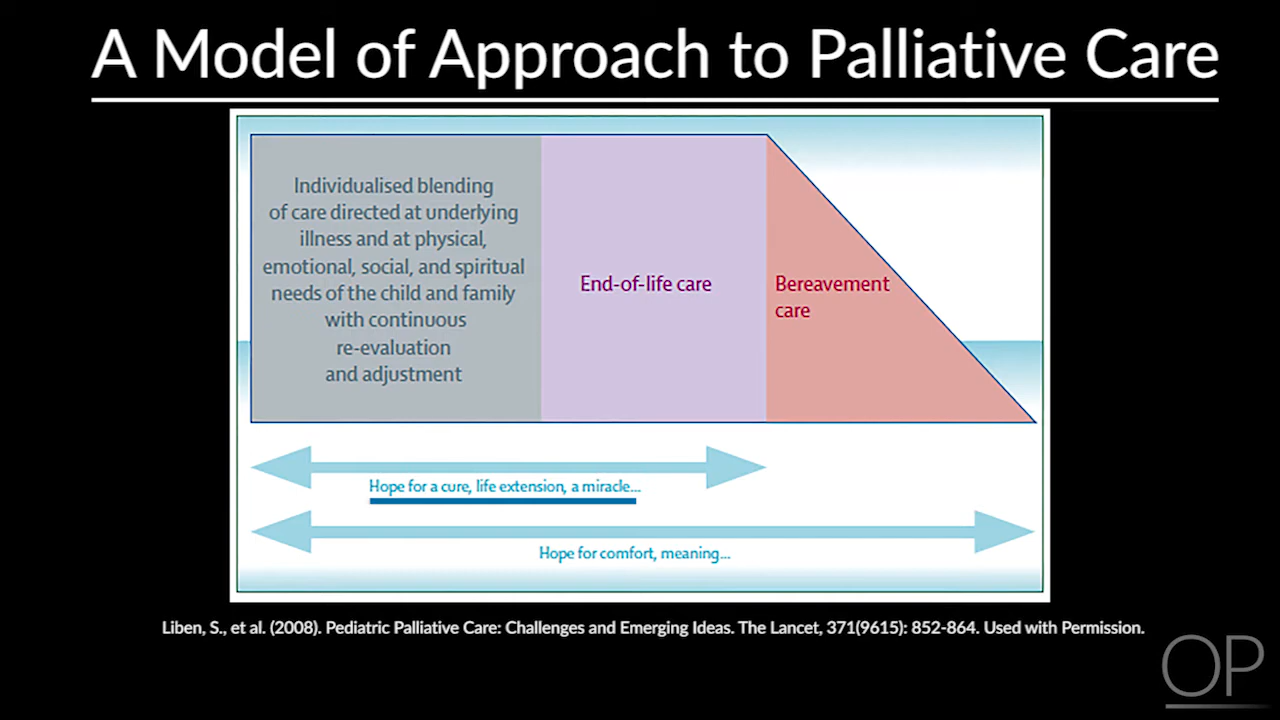 A Model of Approach to Palliative Care
Individualised blending
of care directed at underlying
illness and at physical,
emotional, social, and spiritual
needs of the child and family
with continuous
re-evaluation
and adjustment
End-of-life care
Bereavement
care
Hope for a cure, life extension, a miracle...
Hope for comfort, meaning...
Liben, S., et al. (2008). Pediatric Palliative Care: Challenges and Emerging Ideas. The Lancet, 371(9615): 852-864. Used with Permission.
OP